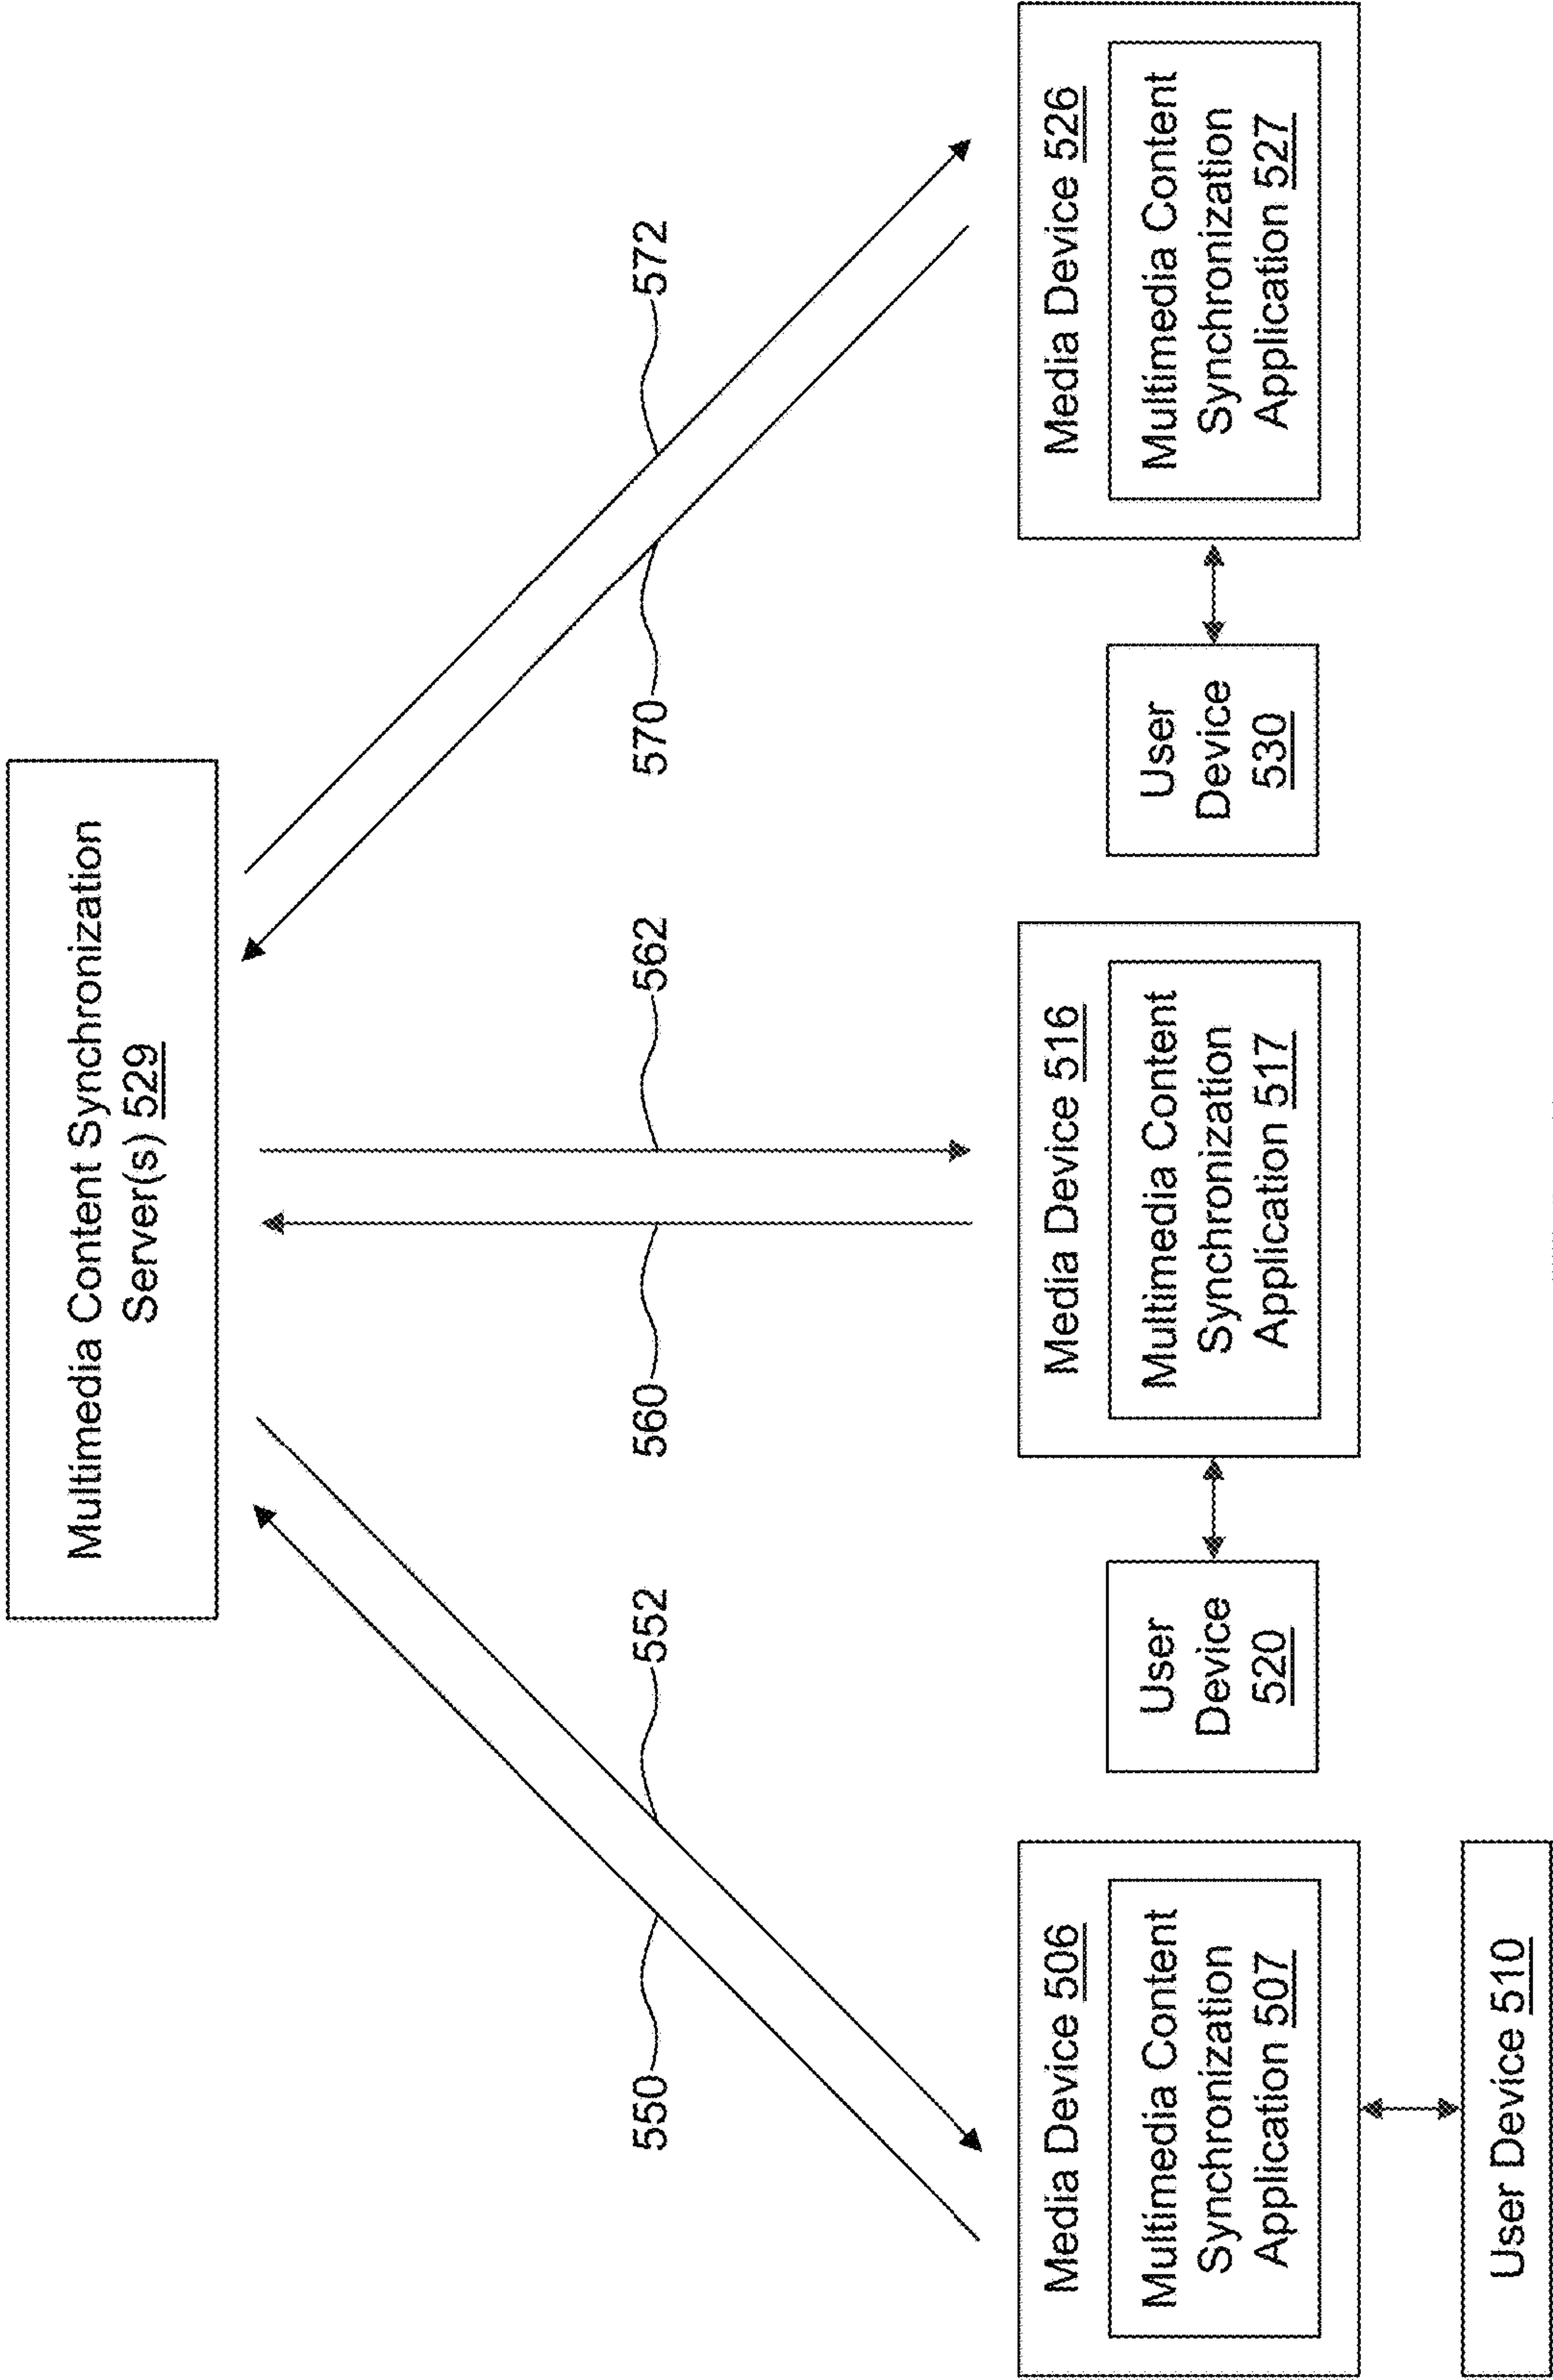 Multimedia Content Synchronization
Server(s) 529
550
552
560
562
570
572
Media Device 506
Multimedia Content
Synchronization
Application 507
User Device 510
User
Device
520
Media Device 516
Multimedia Content
Synchronization
Application 517
User
Device
530
Media Device 526
Multimedia Content
Synchronization
Application 527